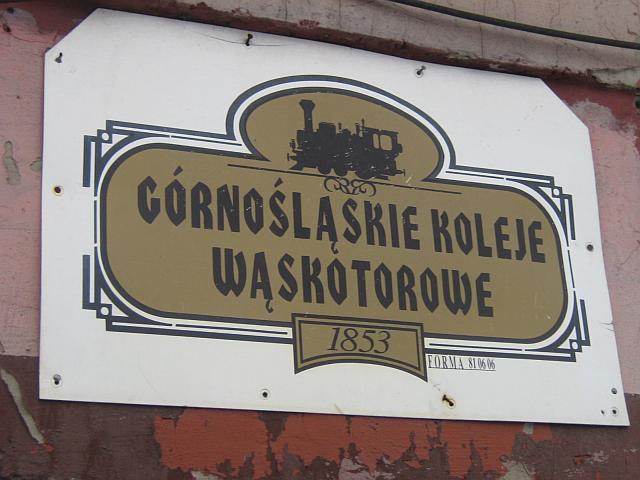 GÓRNOŚLĄSKIE KOLEJE
WĄSKOTOROWE
1853
FORMA 81 06 06